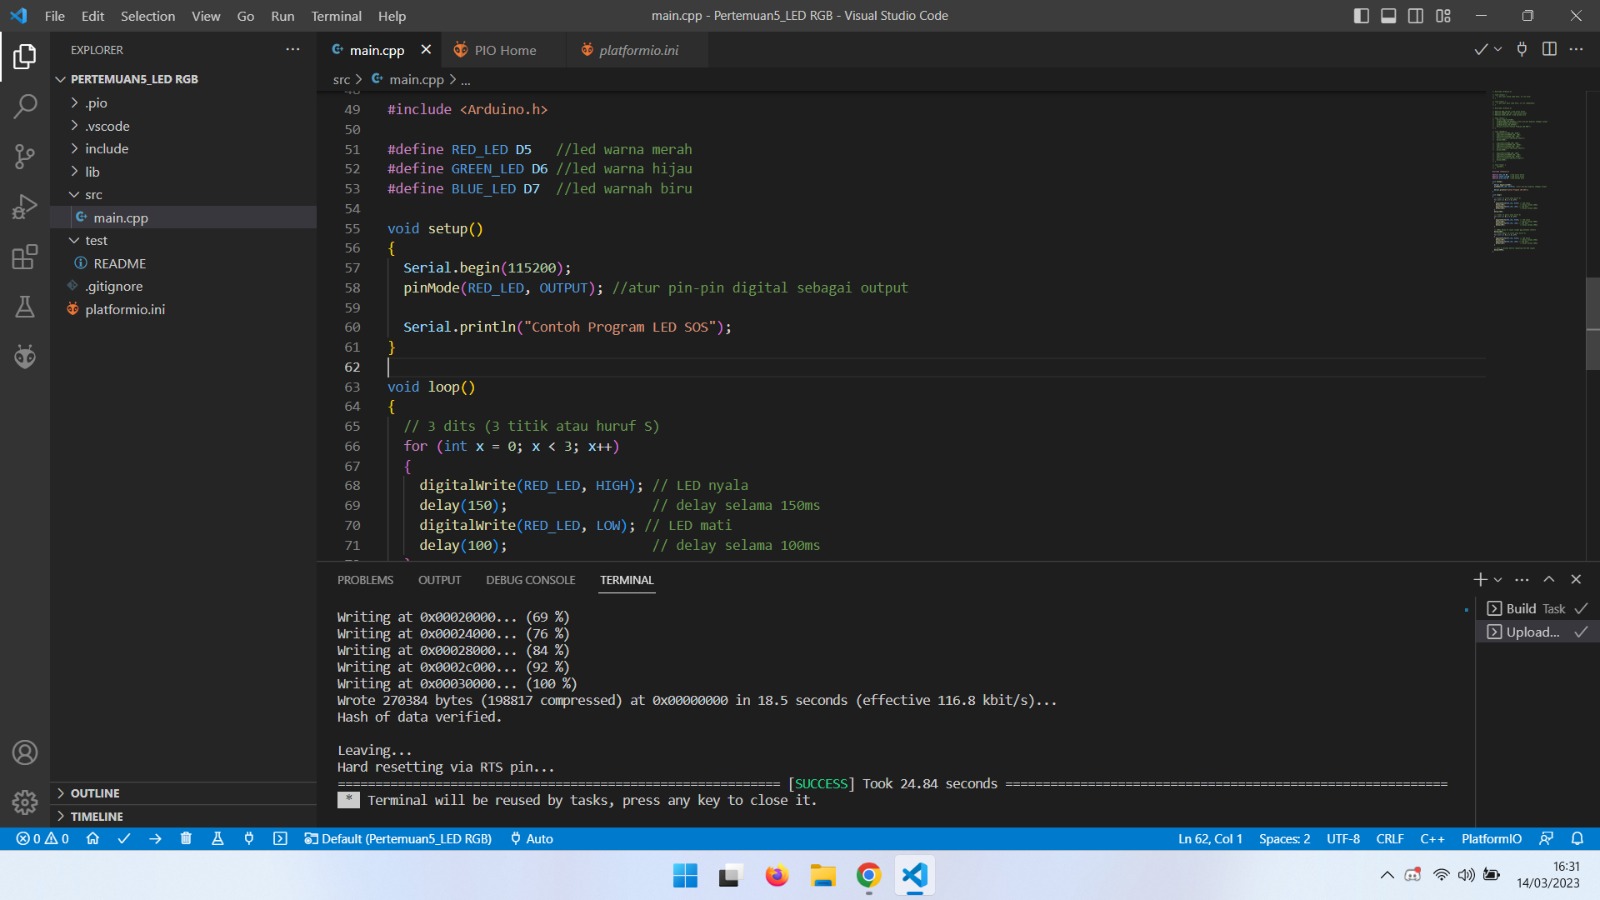 File Edit Selection View Go Run Terminal Help
main.cpp - Pertemuan5_LED RGB - Visual Studio Code
EXPLORER
PERTEMUAN5_LED RGB
.pio
.vscode
include
lib
src
main.cpp
test
README
.gitignore
platformio.ini
OUTLINE
TIMELINE
main.cpp PIO Home platformio.ini
src > main.cpp > ...
49 #include <Arduino.h>
50
51 #define RED_LED D5 //led warna merah
52 #define GREEN_LED D6 //led warna hijau
53 #define BLUE_LED D7 //led warnah biru
54
55 void setup()
56 {
57 Serial.begin(115200);
58 pinMode(RED_LED, OUTPUT); //atur pin-pin digital sebagai output
59
60 Serial.println("Contoh Program LED SOS");
61 }
62
63 void loop()
64 {
65 // 3 dits (3 titik atau huruf S)
66 for (int x = 0; x < 3; x++)
67 {
68 digitalWrite(RED_LED, HIGH); // LED nyala
69 delay(150); // delay selama 150ms
70 digitalWrite(RED_LED, LOW); // LED mati
71 delay(100); // delay selama 100ms
PROBLEMS OUTPUT DEBUG CONSOLE TERMINAL
Writing at 0x00020000... (69 %)
Writing at 0x00024000... (76 %)
Writing at 0x00028000... (84 %)
Writing at 0x0002c000... (92 %)
Writing at 0x00030000... (100 %)
Wrote 270384 bytes (198817 compressed) at 0x00000000 in 18.5 seconds (effective 116.8 kbit/s)...
Hash of data verified.
Leaving...
Hard resetting via RTS pin...
[SUCCESS] Took 24.84 seconds
* Terminal will be reused by tasks, press any key to close it.
Build Task
Upload...
0 0 Default (Pertemuan5_LED RGB) Auto
Ln 62, Col 1 Spaces: 2 UTF-8 CRLF C++ PlatformIO
16:31
14/03/2023